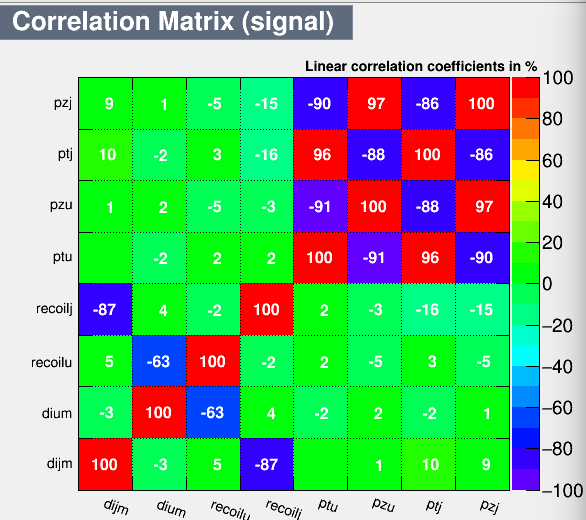 Correlation Matrix (signal)
Linear correlation coefficients in %
pzj 9 1 -5 -15 -90 97 -86 100
ptj 10 -2 3 -16 96 -88 100 -86
pzu 1 2 -5 -3 -91 100 -88 97
ptu -2 2 2 100 -91 96 -90
recoilj -87 4 -2 100 2 -3 -16 -15
recoilu 5 -63 100 -2 2 -5 3 -5
dium -3 100 -63 4 -2 2 -2 1
dijm 100 -3 5 -87 1 10 9
dijm dium recoilu recoilj ptu pzu ptj pzj
100
80
60
40
20
0
−20
−40
−60
−80
−100